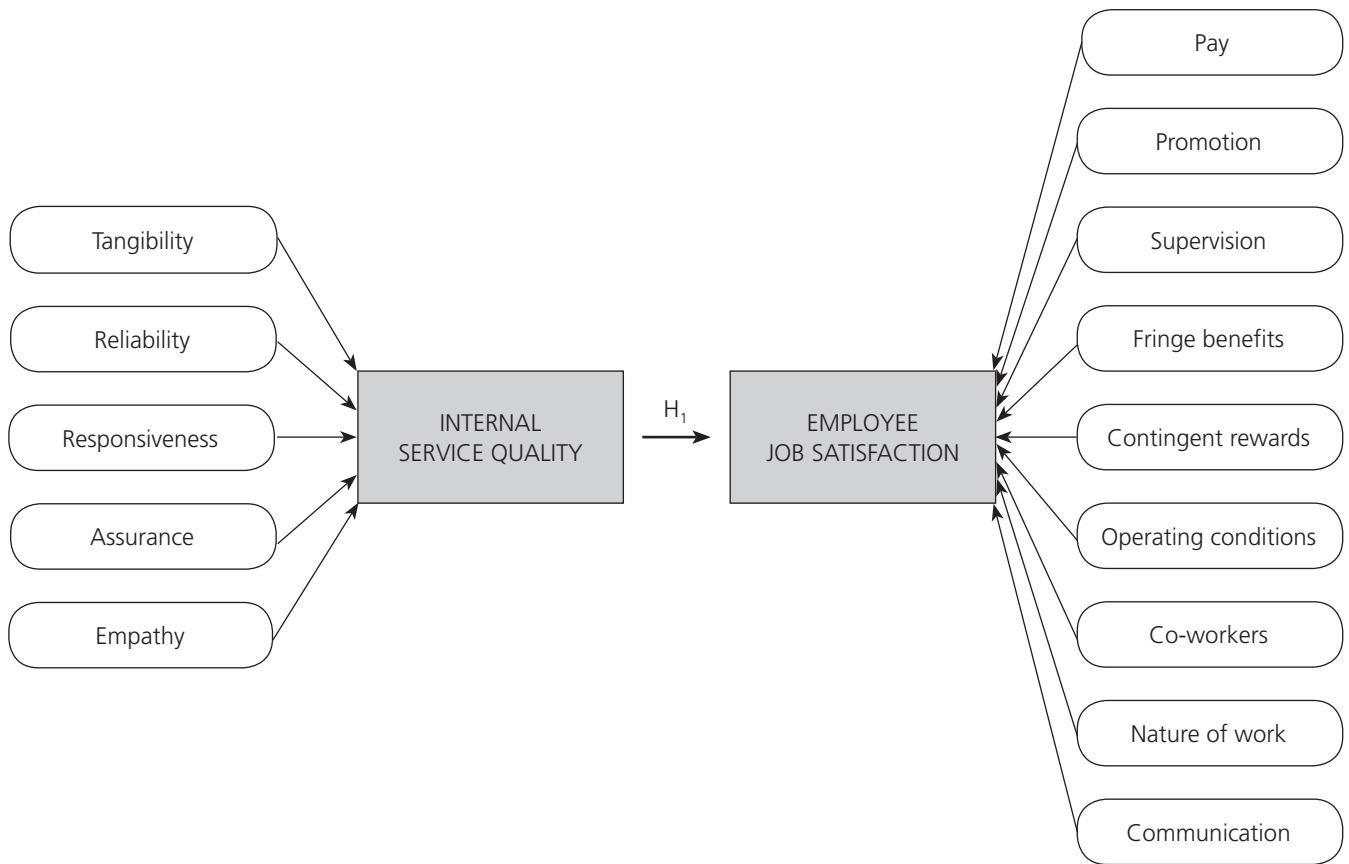 Tangibility
Reliability
Responsiveness
Assurance
Empathy
INTERNAL
SERVICE QUALITY
H₁
EMPLOYEE
JOB SATISFACTION
Pay
Promotion
Supervision
Fringe benefits
Contingent rewards
Operating conditions
Co-workers
Nature of work
Communication